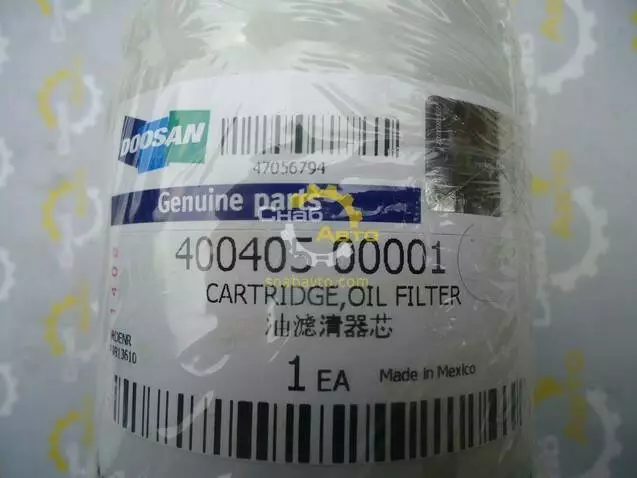 DOOSAN
47056794
Genuine parts
Снаб
Авто
400405-00001
snabavto.com
CARTRIDGE,OIL FILTER
油滤清器芯
1 EA
Made in Mexico